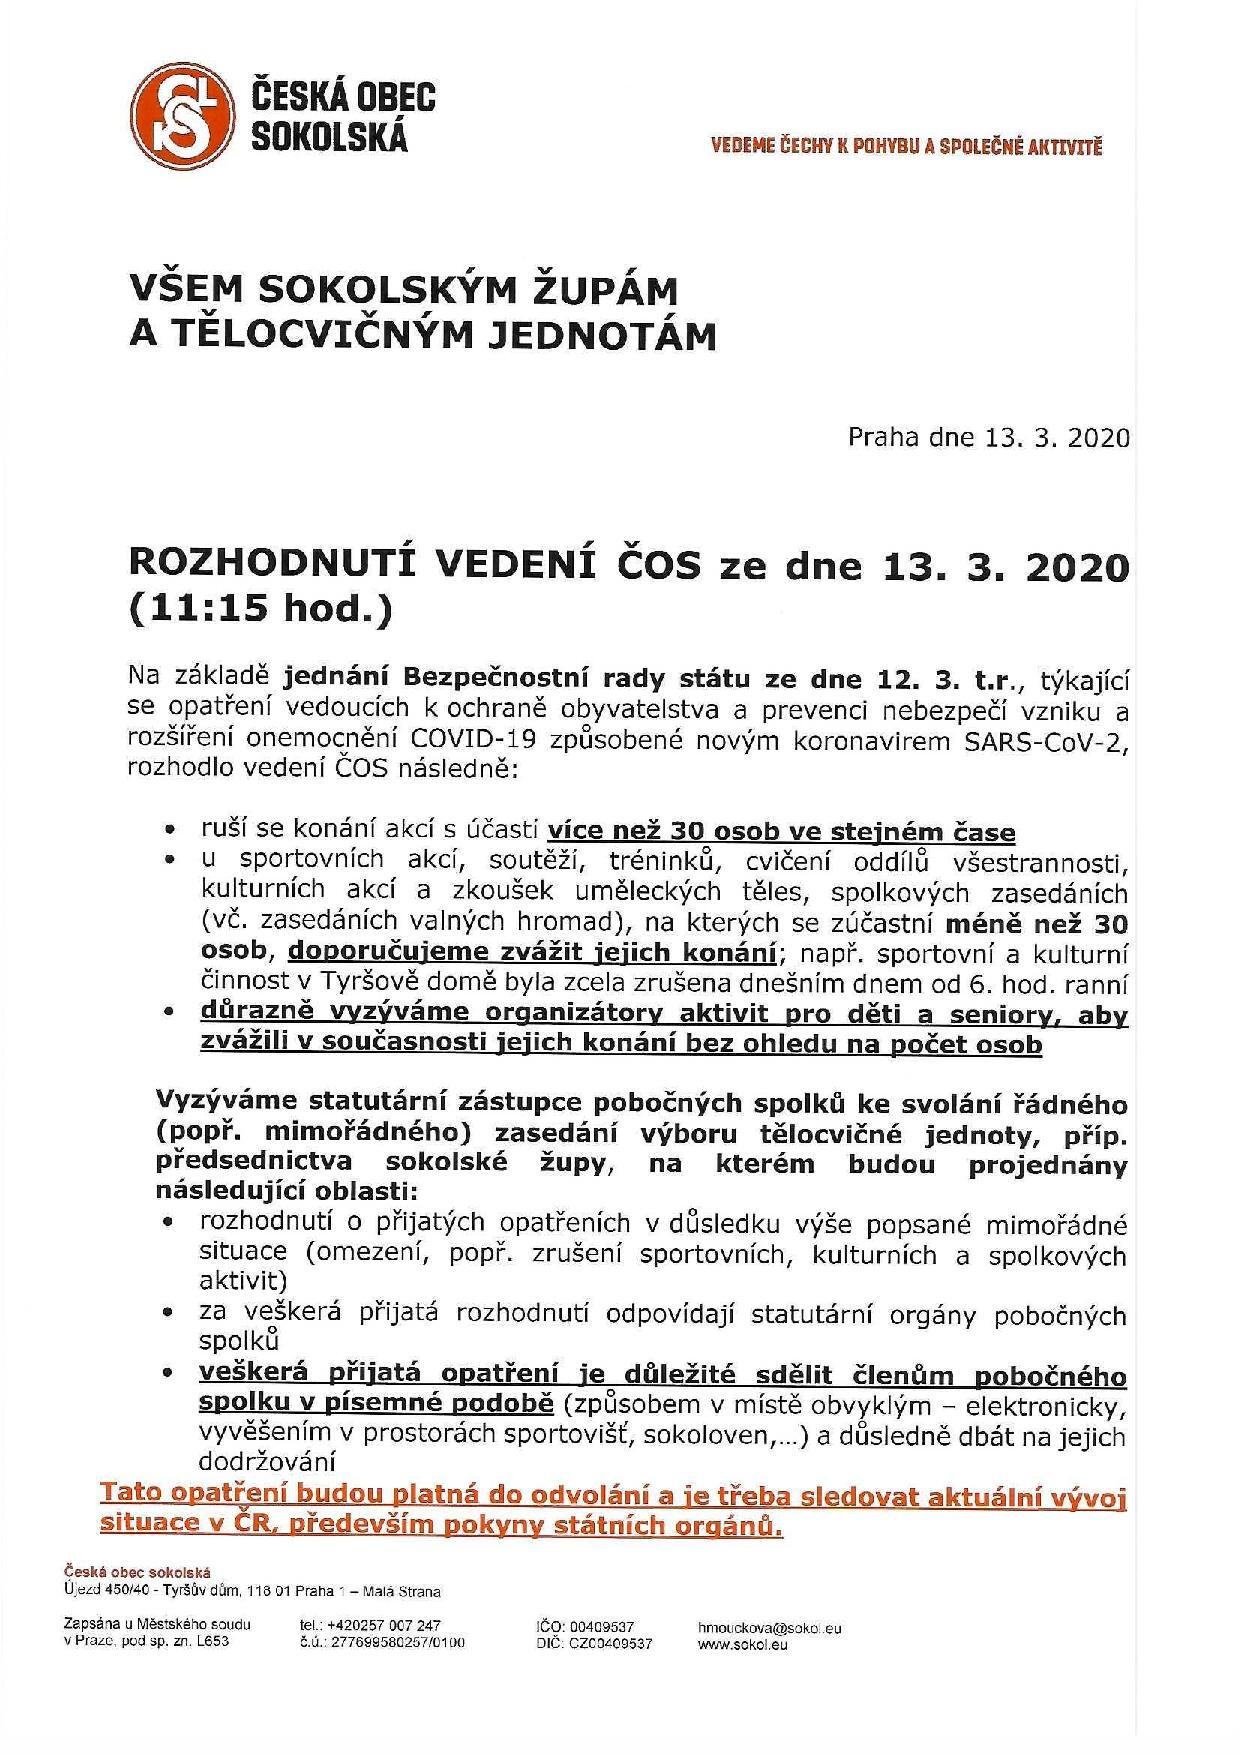 ČESKÁ OBEC
SOKOLSKÁ
VEDEME ČECHY K POHYBU A SPOLEČNÉ AKTIVITĚ
VŠEM SOKOLSKÝM ŽUPÁM
A TĚLOCVIČNÝM JEDNOTÁM
Praha dne 13. 3. 2020
ROZHODNUTÍ VEDENÍ ČOS ze dne 13. 3. 2020
(11:15 hod.)
Na základě jednání Bezpečnostní rady státu ze dne 12. 3. t.r., týkající
se opatření vedoucích k ochraně obyvatelstva a prevenci nebezpečí vzniku a
rozšíření onemocnění COVID-19 způsobené novým koronavirem SARS-CoV-2,
rozhodlo vedení ČOS následně:
• ruší se konání akcí s účastí více než 30 osob ve stejném čase
• u sportovních akcí, soutěží, tréninků, cvičení oddílů všestrannosti,
kulturních akcí a zkoušek uměleckých těles, spolkových zasedáních
(vč. zasedáních valných hromad), na kterých se zúčastní méně než 30
osob, doporučujeme zvážit jejich konání; např. sportovní a kulturní
činnost v Tyršově domě byla zcela zrušena dnešním dnem od 6. hod. ranní
• důrazně vyzýváme organizátory aktivit pro děti a seniory, aby
zvážili v současnosti jejich konání bez ohledu na počet osob
Vyzýváme statutární zástupce pobočných spolků ke svolání řádného
(popř. mimořádného) zasedání výboru tělocvičné jednoty, příp.
předsednictva sokolské župy, na kterém budou projednány
následující oblasti:
• rozhodnutí o přijatých opatřeních v důsledku výše popsané mimořádné
situace (omezení, popř. zrušení sportovních, kulturních a spolkových
aktivit)
• za veškerá přijatá rozhodnutí odpovídají statutární orgány pobočných
spolků
• veškerá přijatá opatření je důležité sdělit členům pobočného
spolku v písemné podobě (způsobem v místě obvyklým – elektronicky,
vyvěšením v prostorách sportovišť, sokoloven,...) a důsledně dbát na jejich
dodržování
Tato opatření budou platná do odvolání a je třeba sledovat aktuální vývoj
situace v ČR, především pokyny státních orgánů.
Česká obec sokolská
Újezd 450/40 - Tyršův dům, 118 01 Praha 1 – Malá Strana
Zapsána u Městského soudu tel.: +420257 007 247 IČO: 00409537 hmouckova@sokol.eu
v Praze, pod sp. zn. L653 č.ú.: 277699580257/0100 DIČ: CZ00409537 www.sokol.eu